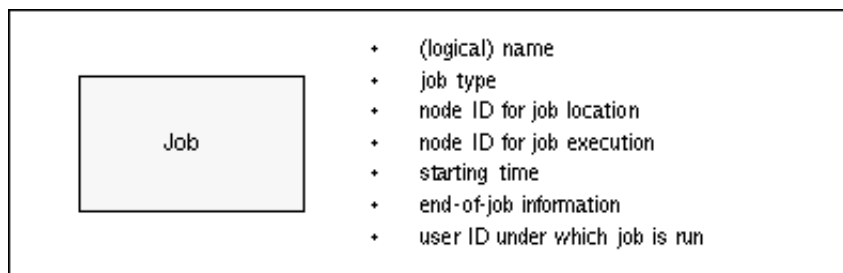 Job
(logical) name
job type
node ID for job location
node ID for job execution
starting time
end-of-job information
user ID under which job is run